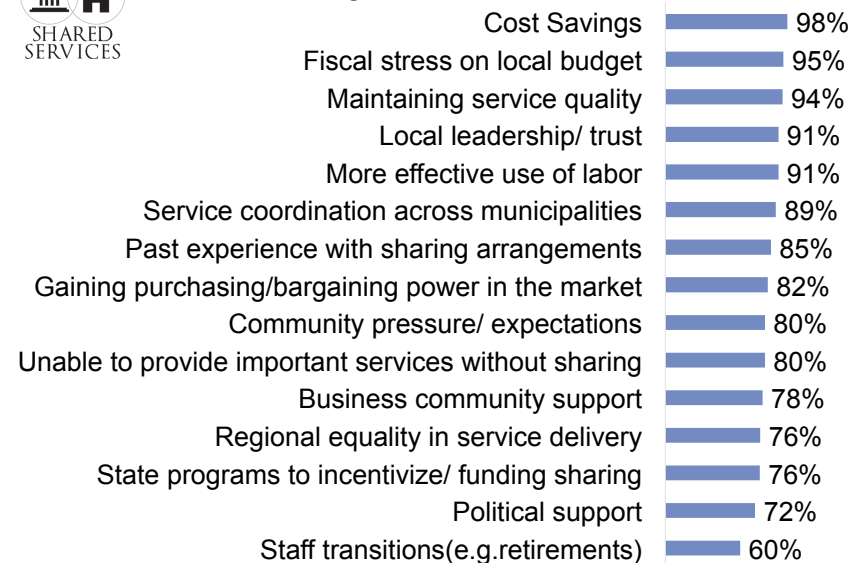 SHARED
SERVICES
Cost Savings 98%
Fiscal stress on local budget 95%
Maintaining service quality 94%
Local leadership/ trust 91%
More effective use of labor 91%
Service coordination across municipalities 89%
Past experience with sharing arrangements 85%
Gaining purchasing/bargaining power in the market 82%
Community pressure/ expectations 80%
Unable to provide important services without sharing 80%
Business community support 78%
Regional equality in service delivery 76%
State programs to incentivize/ funding sharing 76%
Political support 72%
Staff transitions(e.g.retirements) 60%